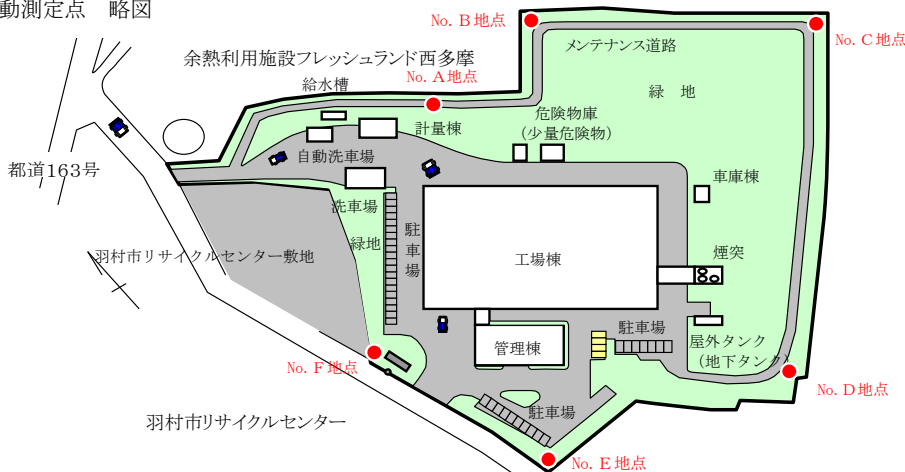 動測定点 略図
No. B地点
No. C地点
メンテナンス道路
余熱利用施設フレッシュランド西多摩
給水槽
No. A地点
緑 地
危険物庫
(少量危険物)
計量棟
自動洗車場
都道163号
車庫棟
洗車場
駐車場
緑地
羽村市リサイクルセンター敷地
工場棟
煙突
駐車場
屋外タンク
(地下タンク)
管理棟
No. F地点
No. D地点
駐車場
羽村市リサイクルセンター
No. E地点